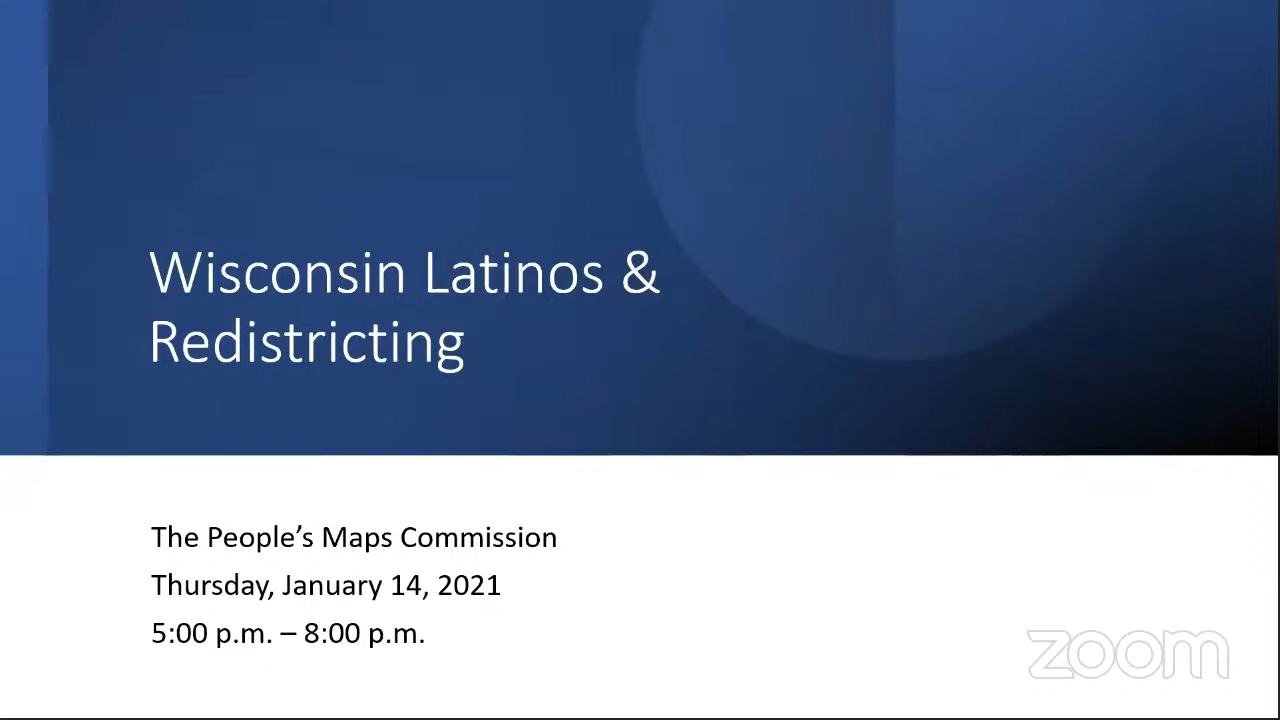 Wisconsin Latinos &
Redistricting
The People’s Maps Commission
Thursday, January 14, 2021
5:00 p.m. – 8:00 p.m.
zoom